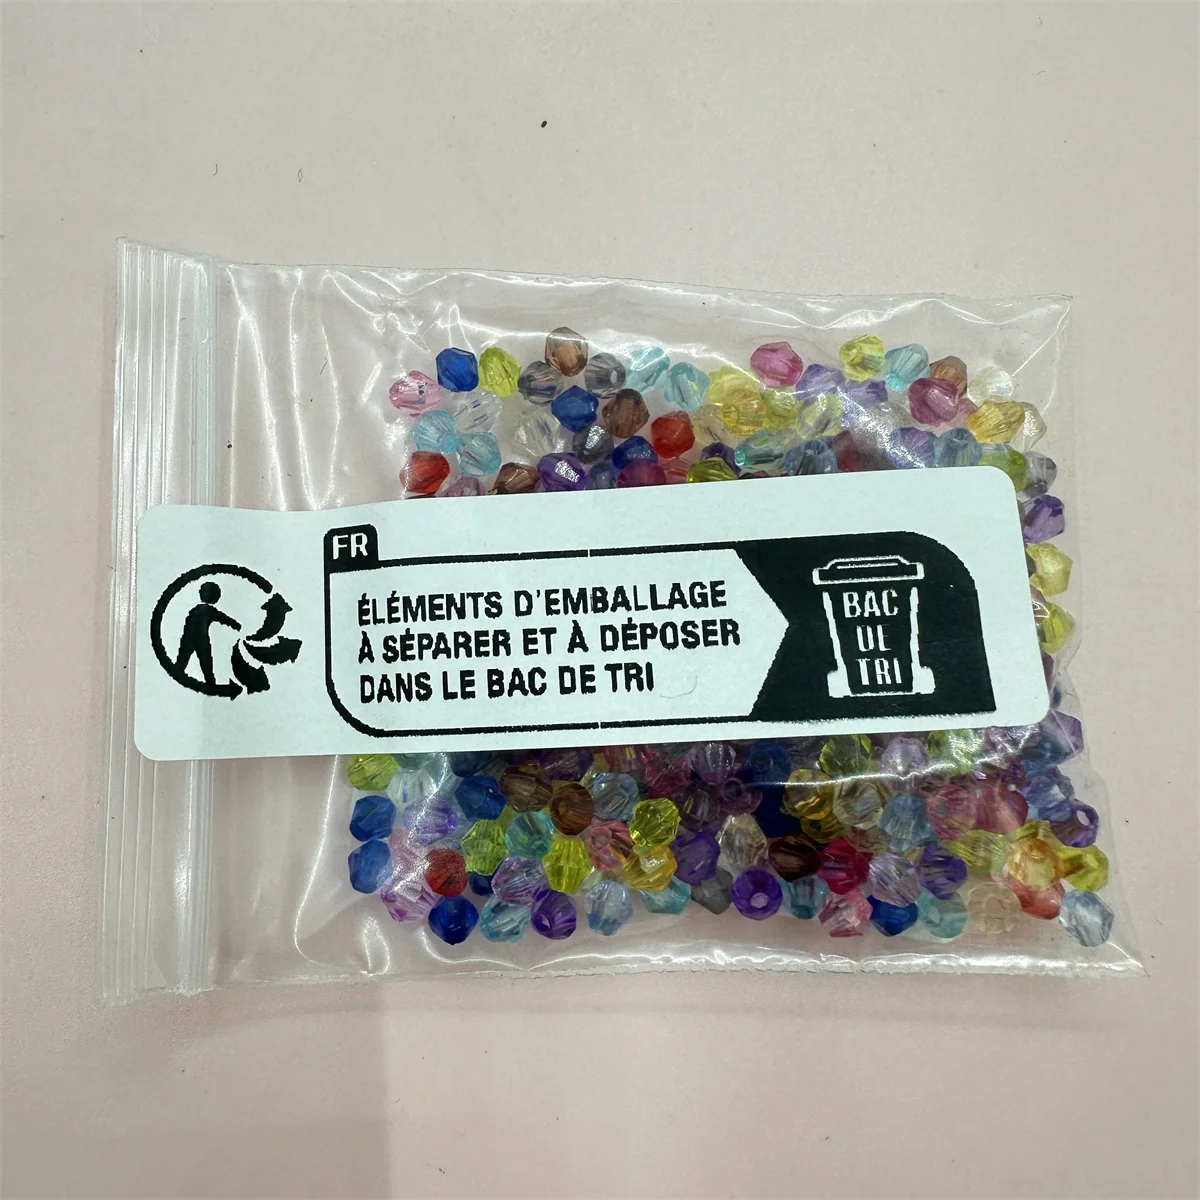 FR
ÉLÉMENTS D'EMBALLAGE
À SÉPARER ET À DÉPOSER
DANS LE BAC DE TRI
BAC
DE
TRI